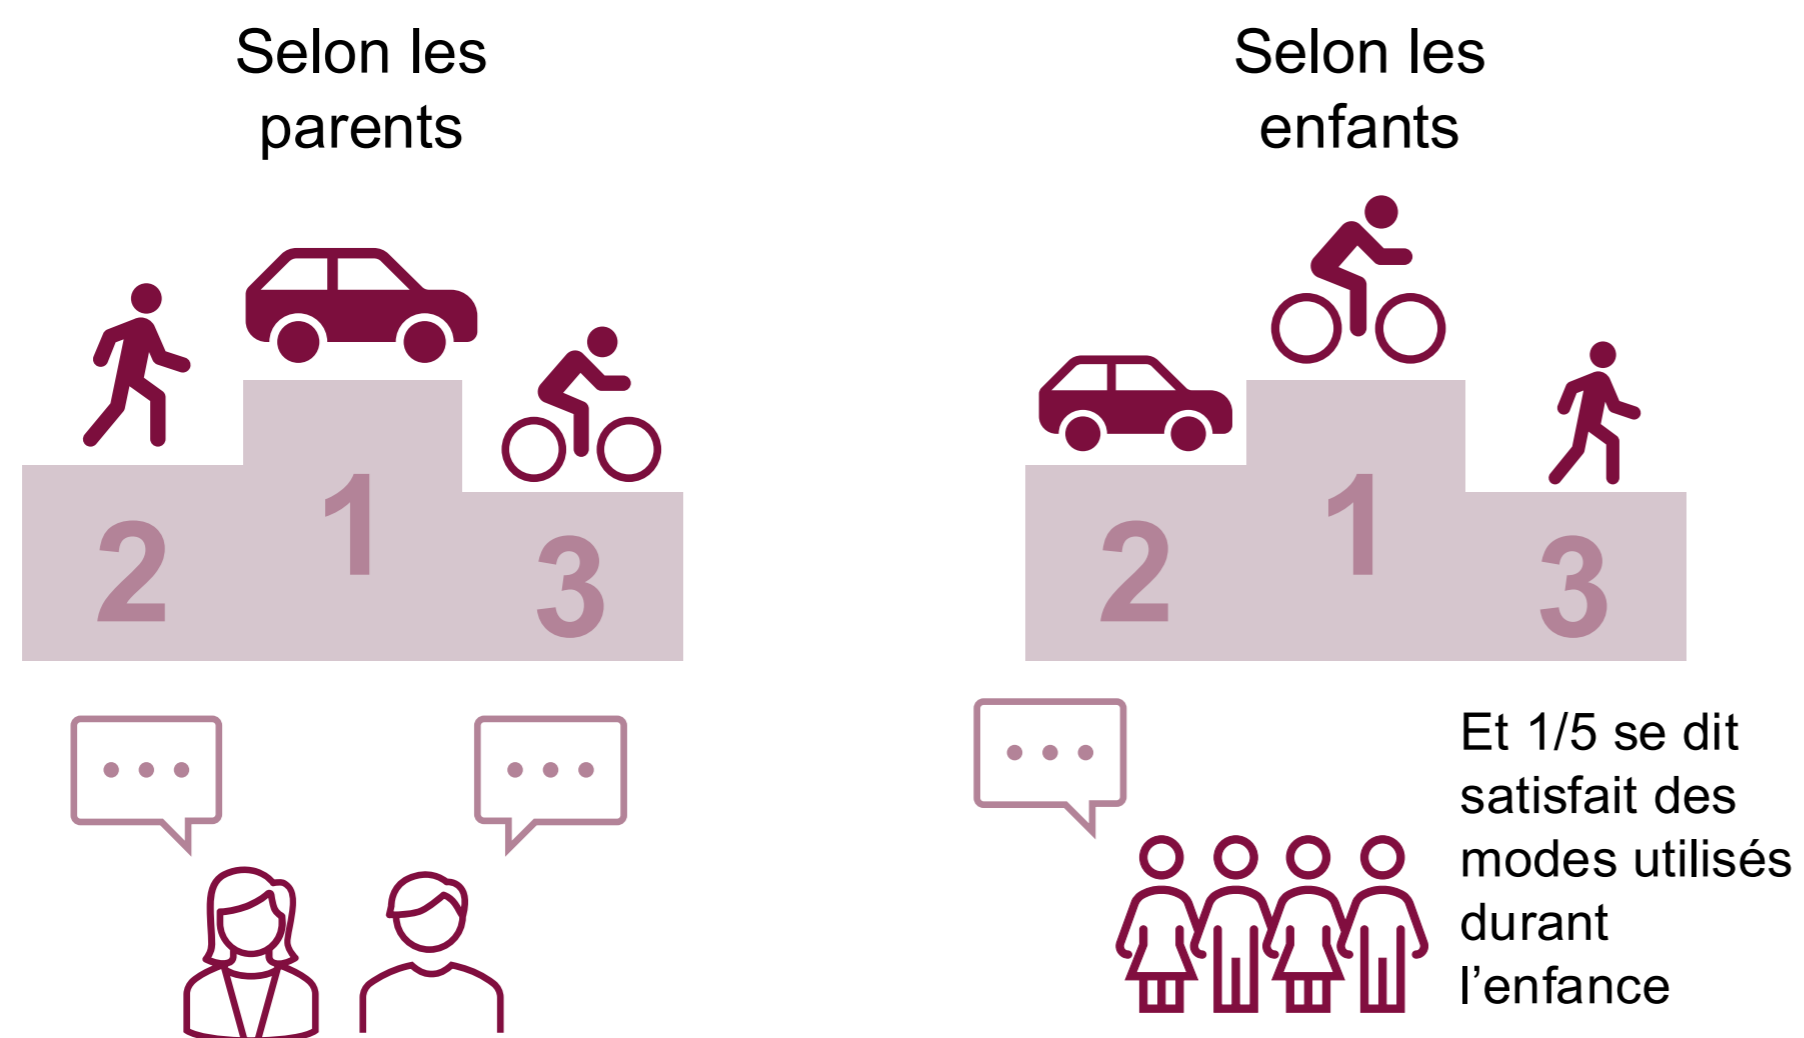 Selon les
parents
2
1
3
Selon les
enfants
2
1
3
Et 1/5 se dit
satisfait des
modes utilisés
durant
l’enfance